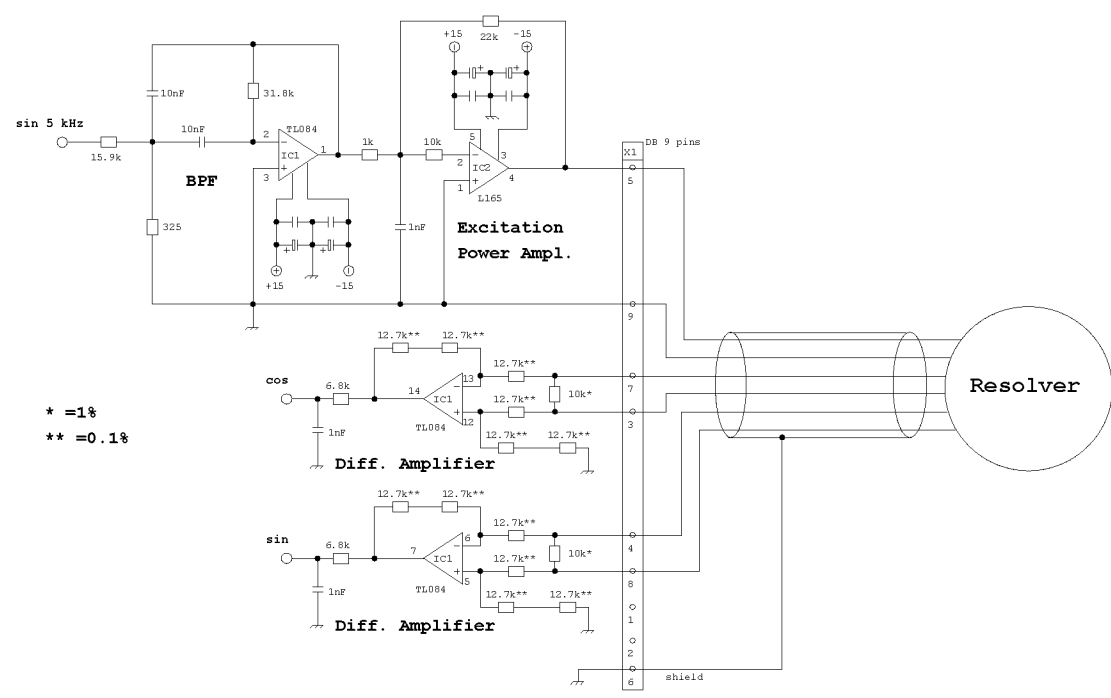 22k
+15
-15
+
+
10nF
31.8k
5
3
sin 5 kHz
10nF
2
TL084
1
1k
10k
DB 9 pins
X1
15.9k
IC1
2
IC2
4
BPF
3
+
1
+
5
L165
325
1nF
Excitation
Power Ampl.
+
+
+15
-15
9
12.7k**
12.7k**
cos
6.8k
14
13
12.7k**
7
10k*
Resolver
IC1
+
12
12.7k**
3
* =1%
** =0.1%
1nF
TL084
12.7k**
12.7k**
Diff. Amplifier
12.7k**
12.7k**
sin
6.8k
7
6
12.7k**
4
10k*
IC1
+
5
12.7k**
8
1nF
TL084
12.7k**
12.7k**
1
Diff. Amplifier
2
6
shield